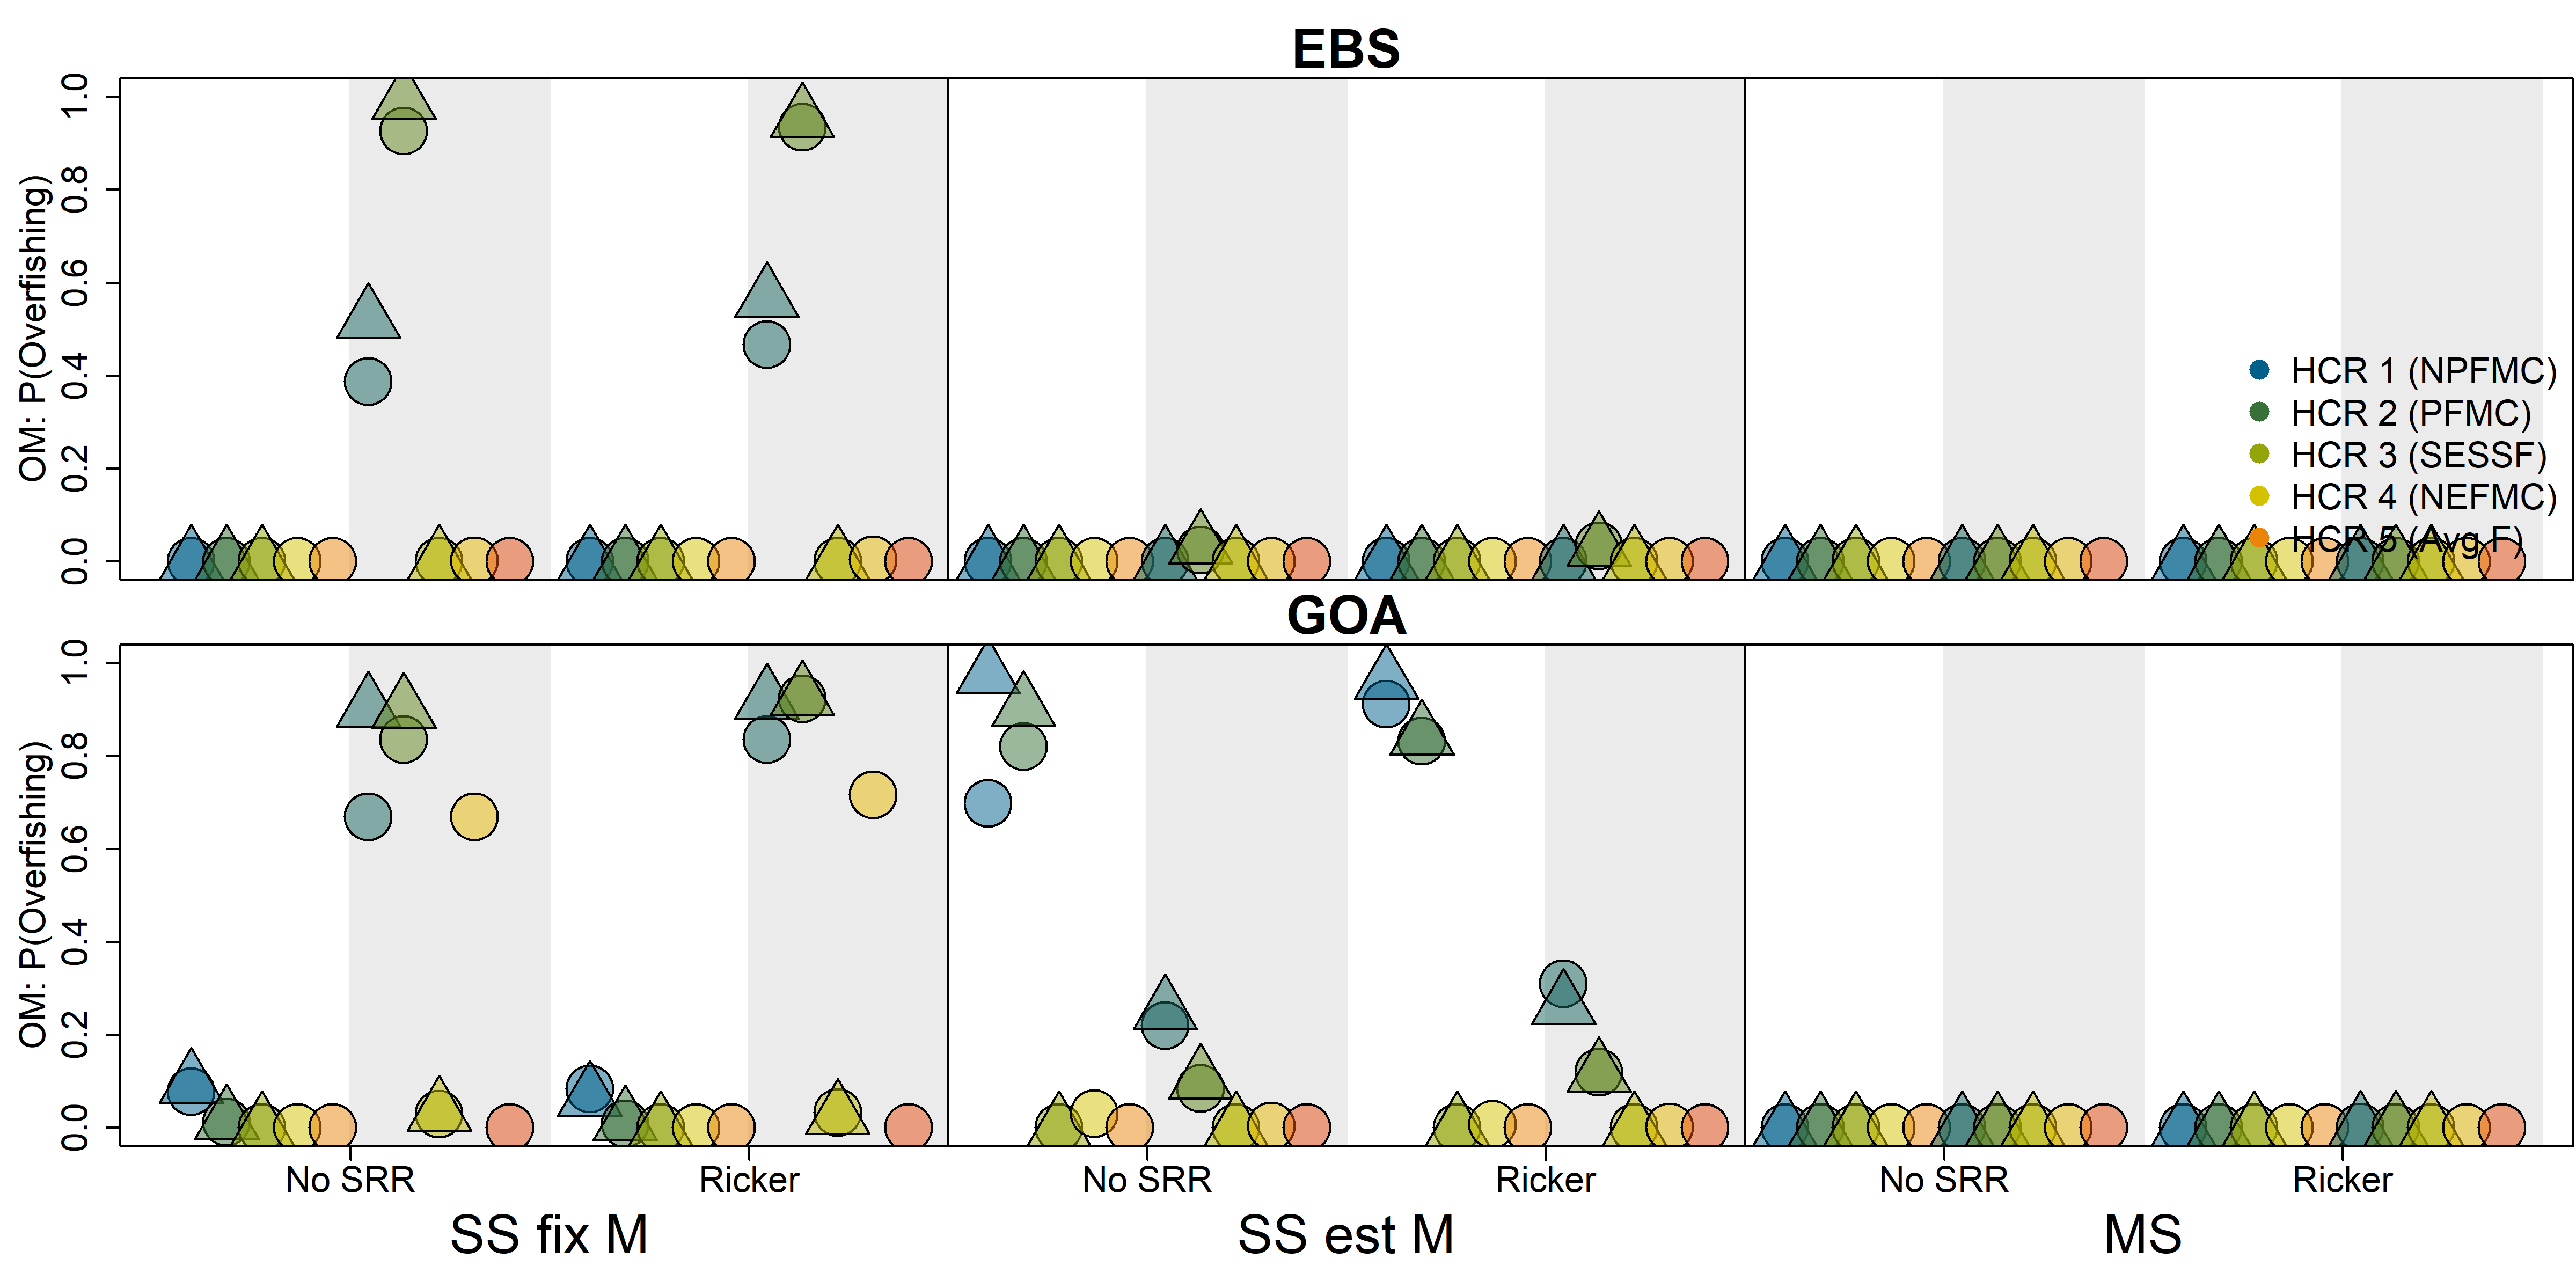 EBS
OM: P(Overfishing)
1.0
0.8
0.6
0.4
0.2
0.0
HCR 1 (NPFMC)
HCR 2 (PFMC)
HCR 3 (SESSF)
HCR 4 (NEFMC)
HCR 5 (Avg F)
GOA
OM: P(Overfishing)
1.0
0.8
0.6
0.4
0.2
0.0
No SRR Ricker No SRR Ricker No SRR Ricker
SS fix M SS est M MS